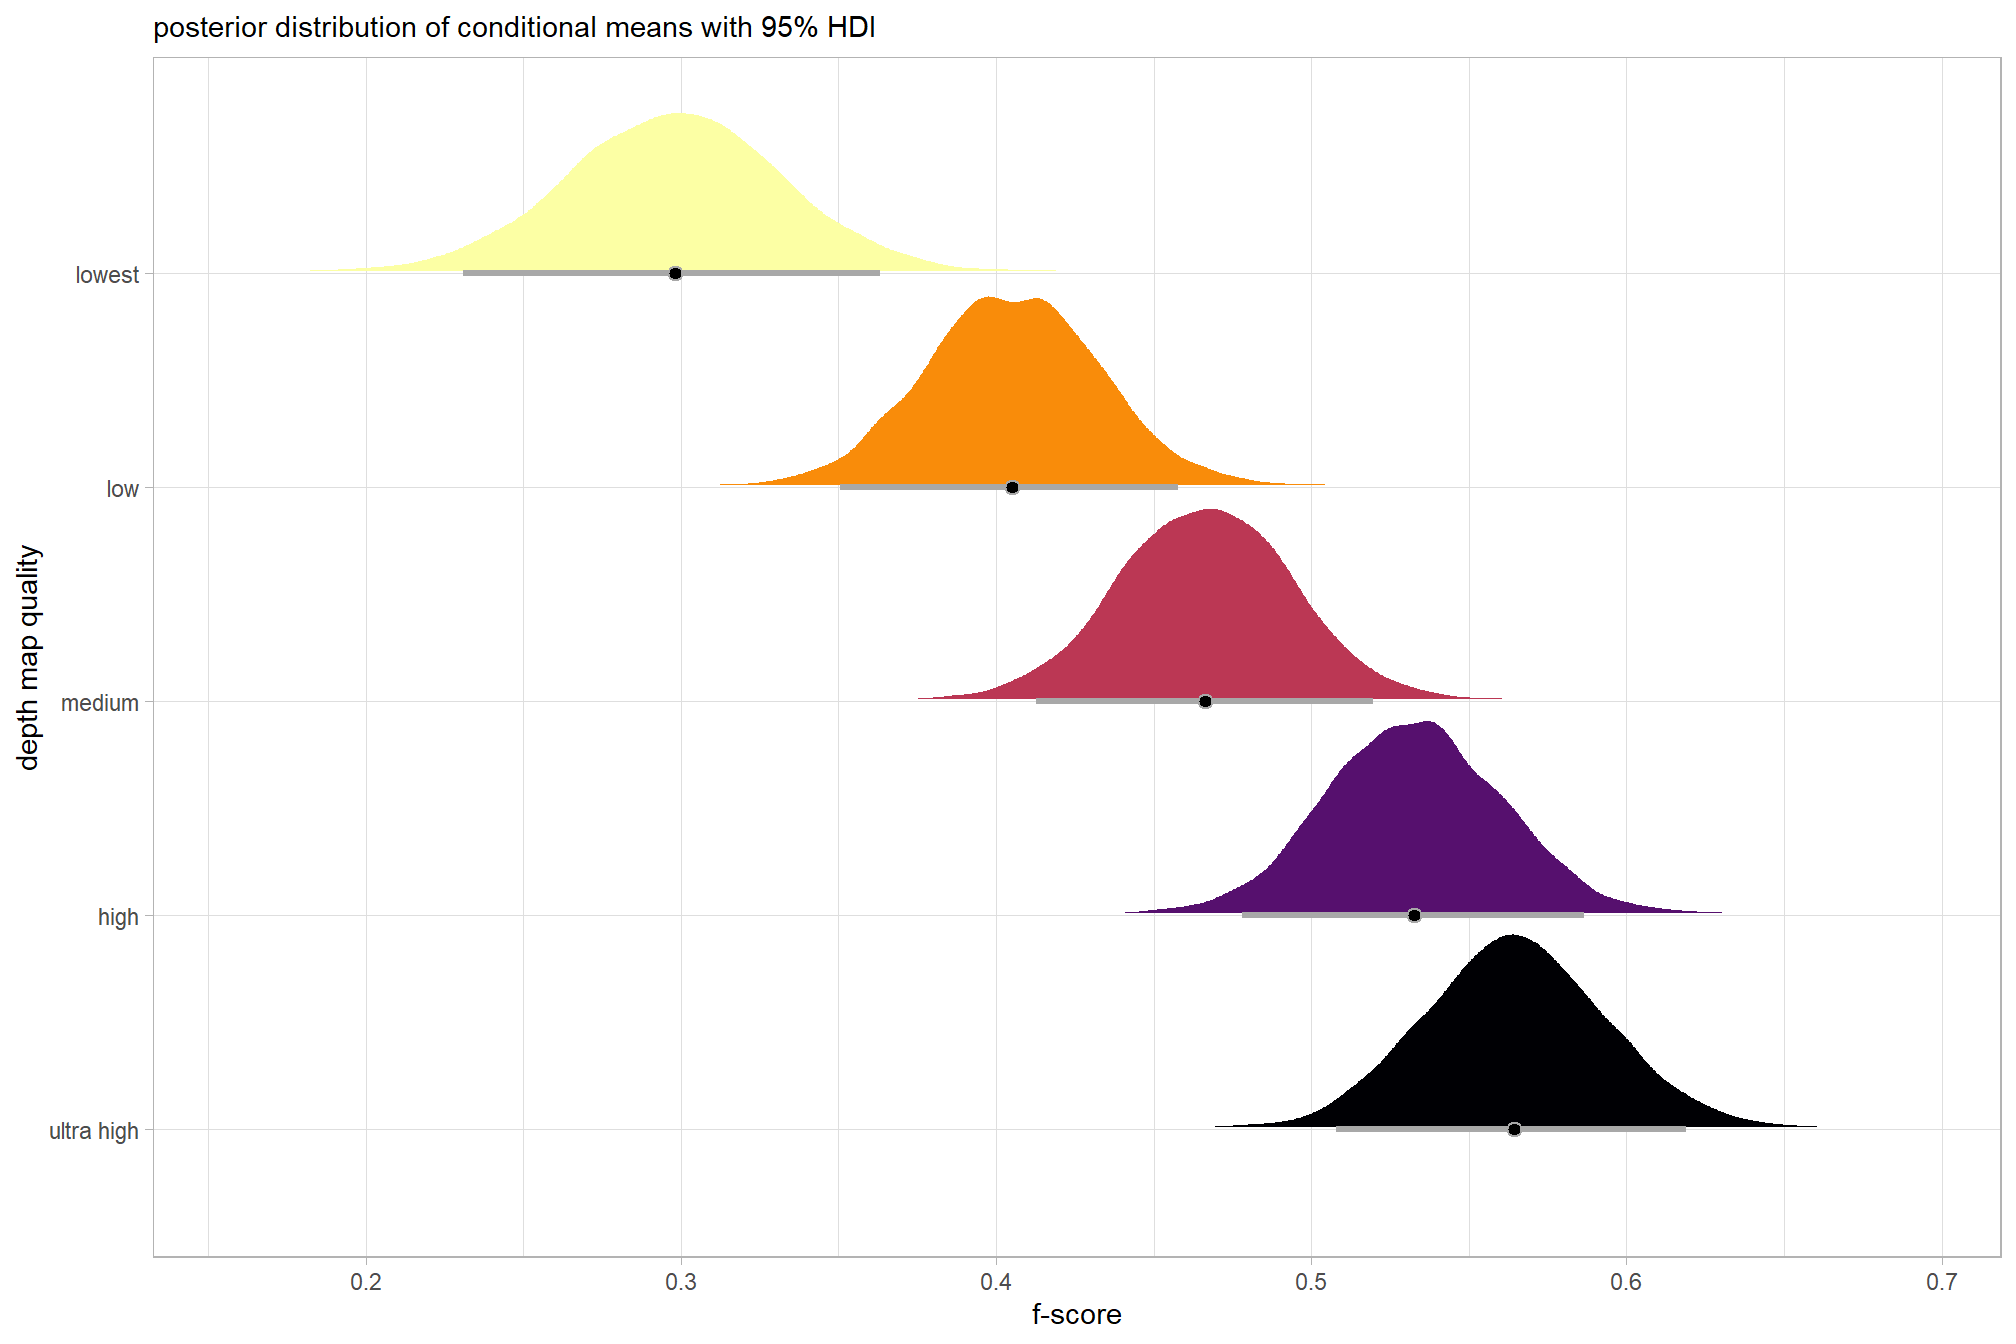 posterior distribution of conditional means with 95% HDI
depth map quality
lowest
low
medium
high
ultra high
0.2 0.3 0.4 0.5 0.6 0.7
f-score